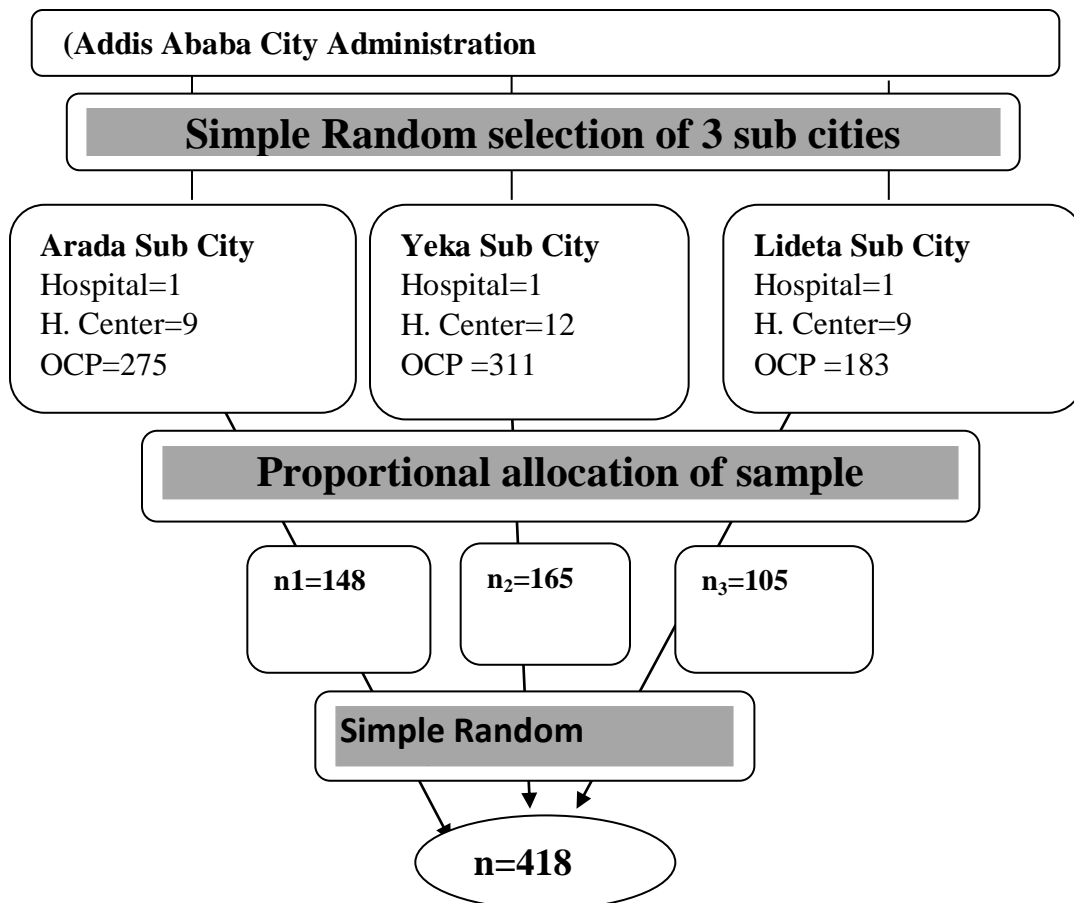 (Addis Ababa City Administration
Simple Random selection of 3 sub cities
Arada Sub City
Hospital=1
H. Center=9
OCP=275
Yeka Sub City
Hospital=1
H. Center=12
OCP =311
Lideta Sub City
Hospital=1
H. Center=9
OCP =183
Proportional allocation of sample
n1=148
n₂=165
n₃=105
Simple Random
n=418